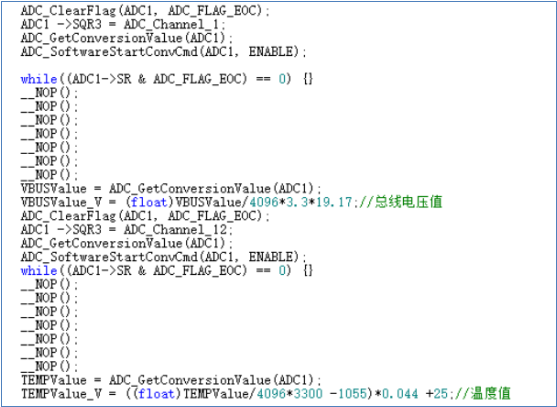 ADC_ClearFlag(ADC1, ADC_FLAG_EOC);
ADC1 ->SQR3 = ADC_Channel_1;
ADC_GetConversionValue(ADC1);
ADC_SoftwareStartConvCmd(ADC1, ENABLE);
while((ADC1->SR & ADC_FLAG_EOC) == 0) {}
__NOP();
__NOP();
__NOP();
__NOP();
__NOP();
__NOP();
__NOP();
VBUSValue = ADC_GetConversionValue(ADC1);
VBUSValue_V = (float)VBUSValue/4096*3.3*19.17;//总线电压值
ADC_ClearFlag(ADC1, ADC_FLAG_EOC);
ADC1 ->SQR3 = ADC_Channel_12;
ADC_GetConversionValue(ADC1);
ADC_SoftwareStartConvCmd(ADC1, ENABLE);
while((ADC1->SR & ADC_FLAG_EOC) == 0) {}
__NOP();
__NOP();
__NOP();
__NOP();
__NOP();
__NOP();
__NOP();
TEMPValue = ADC_GetConversionValue(ADC1);
TEMPValue_V = ((float)TEMPValue/4096*3300 -1055)*0.044 +25;//温度值